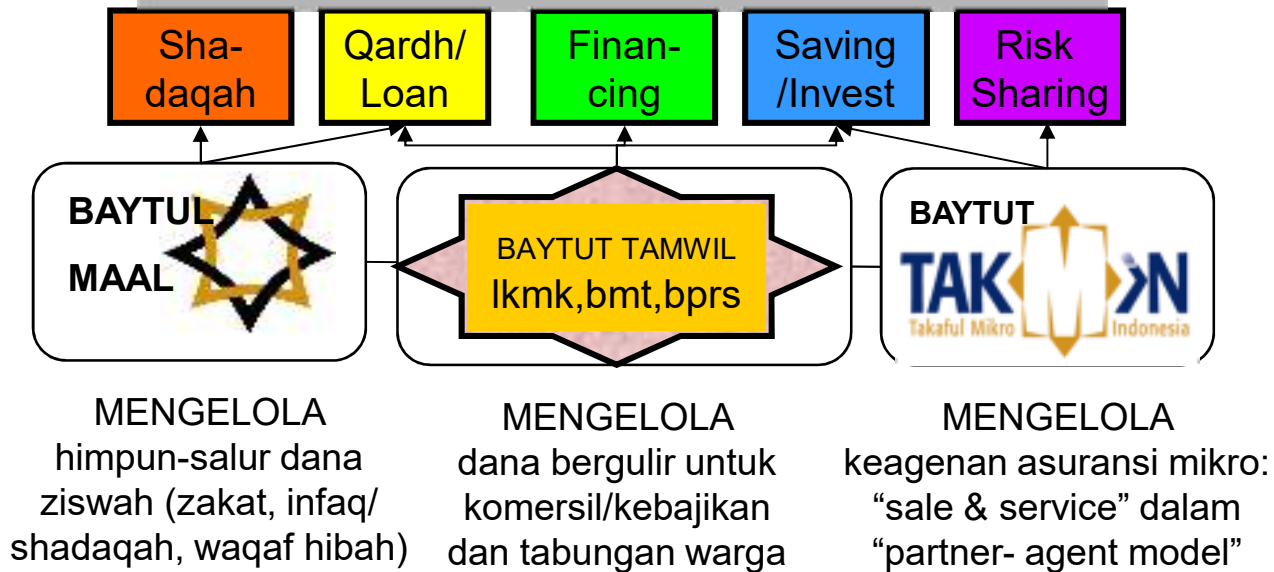 Sha-
daqah
Qardh/
Loan
Finan-
cing
Saving
/Invest
Risk
Sharing
BAYTUL
MAAL
BAYTUT TAMWIL
lkmk,bmt,bprs
BAYTUT
TAKMIN
Takaful Mikro Indonesia
MENGELOLA
himpun-salur dana
ziswah (zakat, infaq/
shadaqah, waqaf hibah)
MENGELOLA
dana bergulir untuk
komersil/kebajikan
dan tabungan warga
MENGELOLA
keagenan asuransi mikro:
“sale & service” dalam
“partner- agent model”